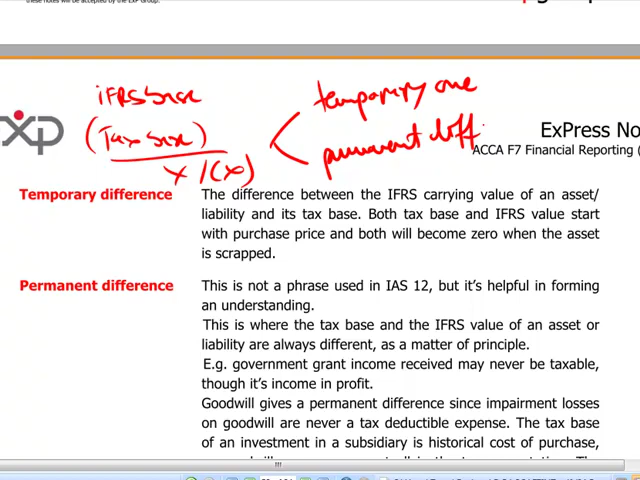 these notes will be accepted by the EXP Group.
IFRS base
temporary one
(Tax base)
permanent diff
x/(x)
xp
ExPress No
ACCA F7 Financial Reporting (
Temporary difference
The difference between the IFRS carrying value of an asset/
liability and its tax base. Both tax base and IFRS value start
with purchase price and both will become zero when the asset
is scrapped.
Permanent difference
This is not a phrase used in IAS 12, but it's helpful in forming
an understanding.
This is where the tax base and the IFRS value of an asset or
liability are always different, as a matter of principle.
E.g. government grant income received may never be taxable,
though it's income in profit.
Goodwill gives a permanent difference since impairment losses
on goodwill are never a tax deductible expense. The tax base
of an investment in a subsidiary is historical cost of purchase,